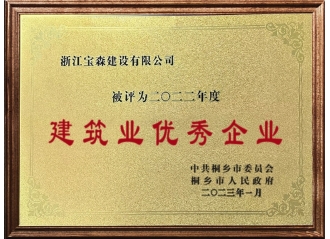 浙江宝森建设有限公司
被评为二〇二二年度
建筑业优秀企业
中共桐乡市委员会
桐乡市人民政府
二〇二三年一月